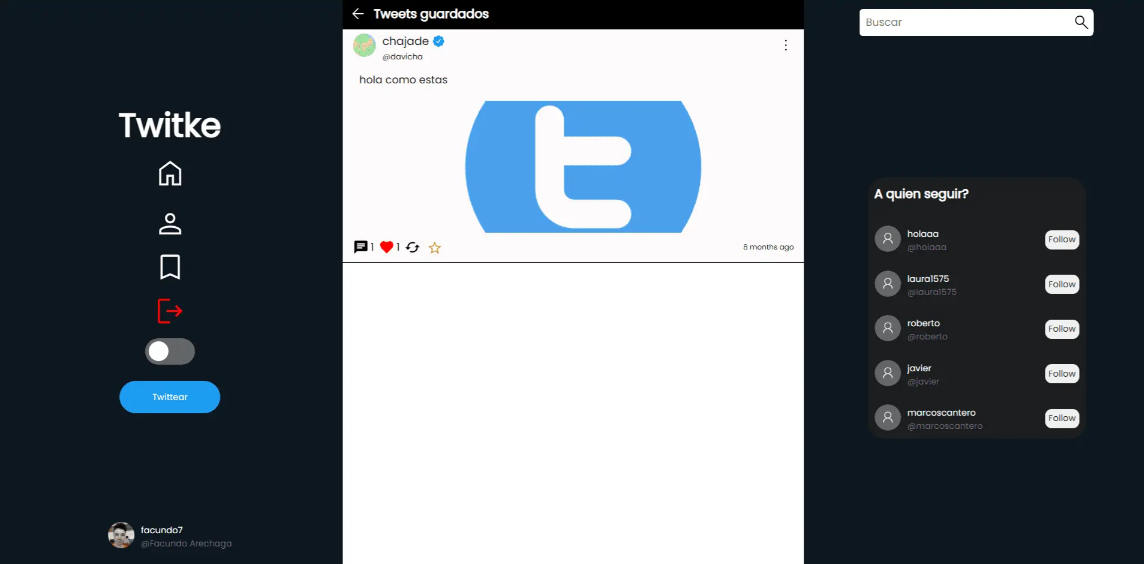 Twitke
Twittear
facundo7
@Facundo Arechaga
Tweets guardados
chajade
@davicha
hola como estas
1 1
8 months ago
Buscar
A quien seguir?
holaaa
@holaaa
Follow
laura1575
@laura1575
Follow
roberto
@roberto
Follow
javier
@javier
Follow
marcoscantero
@marcoscantero
Follow